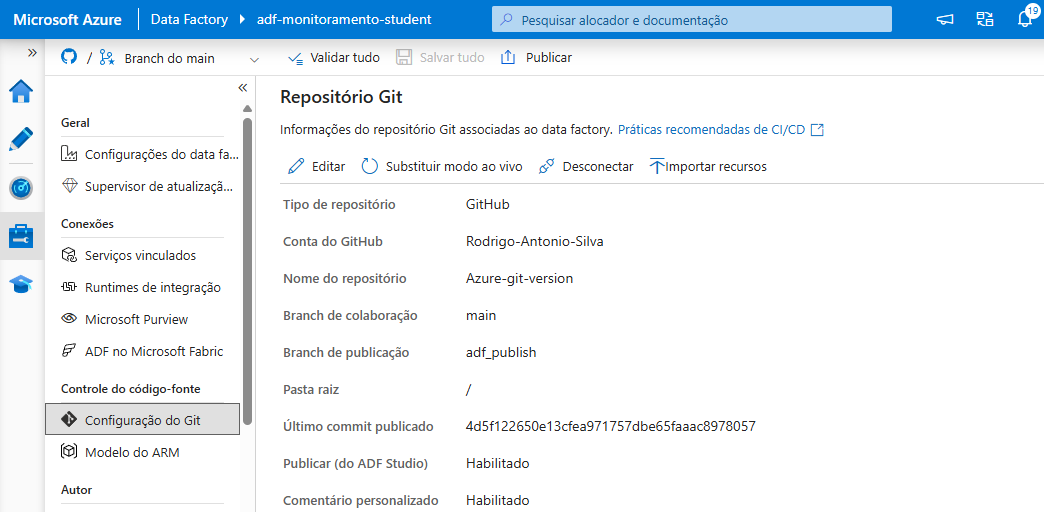 Microsoft Azure Data Factory adf-monitoramento-student Pesquisar alocador e documentação 19
/ Branch do main Validar tudo Salvar tudo Publicar
Geral
Configurações do data fa...
Supervisor de atualizaçã...
Conexões
Serviços vinculados
Runtimes de integração
Microsoft Purview
ADF no Microsoft Fabric
Controle do código-fonte
Configuração do Git
Modelo do ARM
Autor
Repositório Git
Informações do repositório Git associadas ao data factory. Práticas recomendadas de CI/CD
Editar Substituir modo ao vivo Desconectar Importar recursos
Tipo de repositório GitHub
Conta do GitHub Rodrigo-Antonio-Silva
Nome do repositório Azure-git-version
Branch de colaboração main
Branch de publicação adf_publish
Pasta raiz /
Último commit publicado 4d5f122650e13cfea971757dbe65faaac8978057
Publicar (do ADF Studio) Habilitado
Comentário personalizado Habilitado